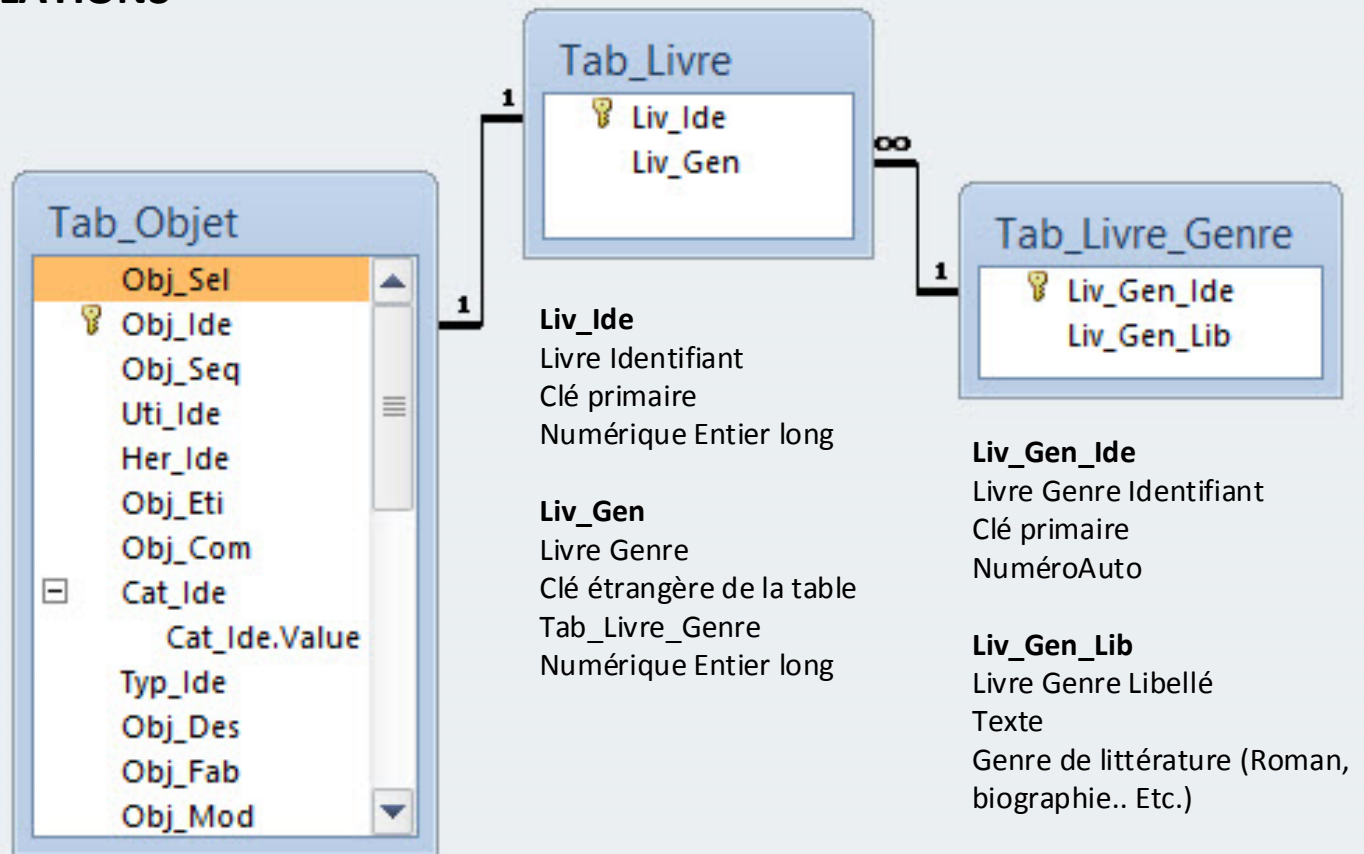 Tab_Livre
1
Liv_Ide
Liv_Gen
∞
Tab_Objet
Obj_Sel
Obj_Ide
Obj_Seq
Uti_Ide
Her_Ide
Obj_Eti
Obj_Com
Cat_Ide
Cat_Ide.Value
Typ_Ide
Obj_Des
Obj_Fab
Obj_Mod
1
Tab_Livre_Genre
1
Liv_Gen_Ide
Liv_Gen_Lib
Liv_Ide
Livre Identifiant
Clé primaire
Numérique Entier long
Liv_Gen
Livre Genre
Clé étrangère de la table
Tab_Livre_Genre
Numérique Entier long
Liv_Gen_Ide
Livre Genre Identifiant
Clé primaire
NuméroAuto
Liv_Gen_Lib
Livre Genre Libellé
Texte
Genre de littérature (Roman,
biographie.. Etc.)